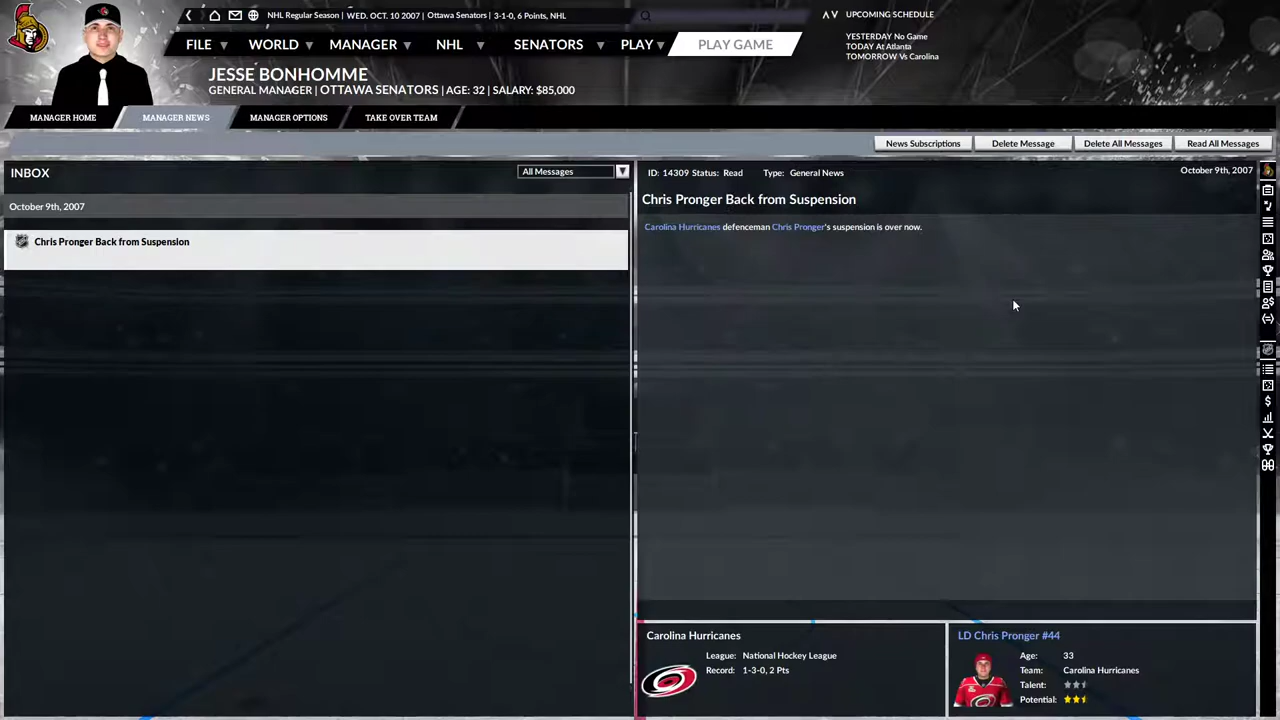 NHL Regular Season | WED. OCT. 10 2007 | Ottawa Senators | 3-1-0, 6 Points, NHL
UPCOMING SCHEDULE
YESTERDAY No Game
TODAY At Atlanta
TOMORROW Vs Carolina
FILE WORLD MANAGER NHL SENATORS PLAY PLAY GAME
JESSE BONHOMME
GENERAL MANAGER | OTTAWA SENATORS | AGE: 32 | SALARY: $85,000
MANAGER HOME MANAGER NEWS MANAGER OPTIONS TAKE OVER TEAM
News Subscriptions Delete Message Delete All Messages Read All Messages
INBOX
All Messages
October 9th, 2007
Chris Pronger Back from Suspension
ID: 14309 Status: Read Type: General News
October 9th, 2007
Chris Pronger Back from Suspension
Carolina Hurricanes defenceman Chris Pronger's suspension is over now.
Carolina Hurricanes
League: National Hockey League
Record: 1-3-0, 2 Pts
LD Chris Pronger #44
Age: 33
Team: Carolina Hurricanes
Talent:
Potential: